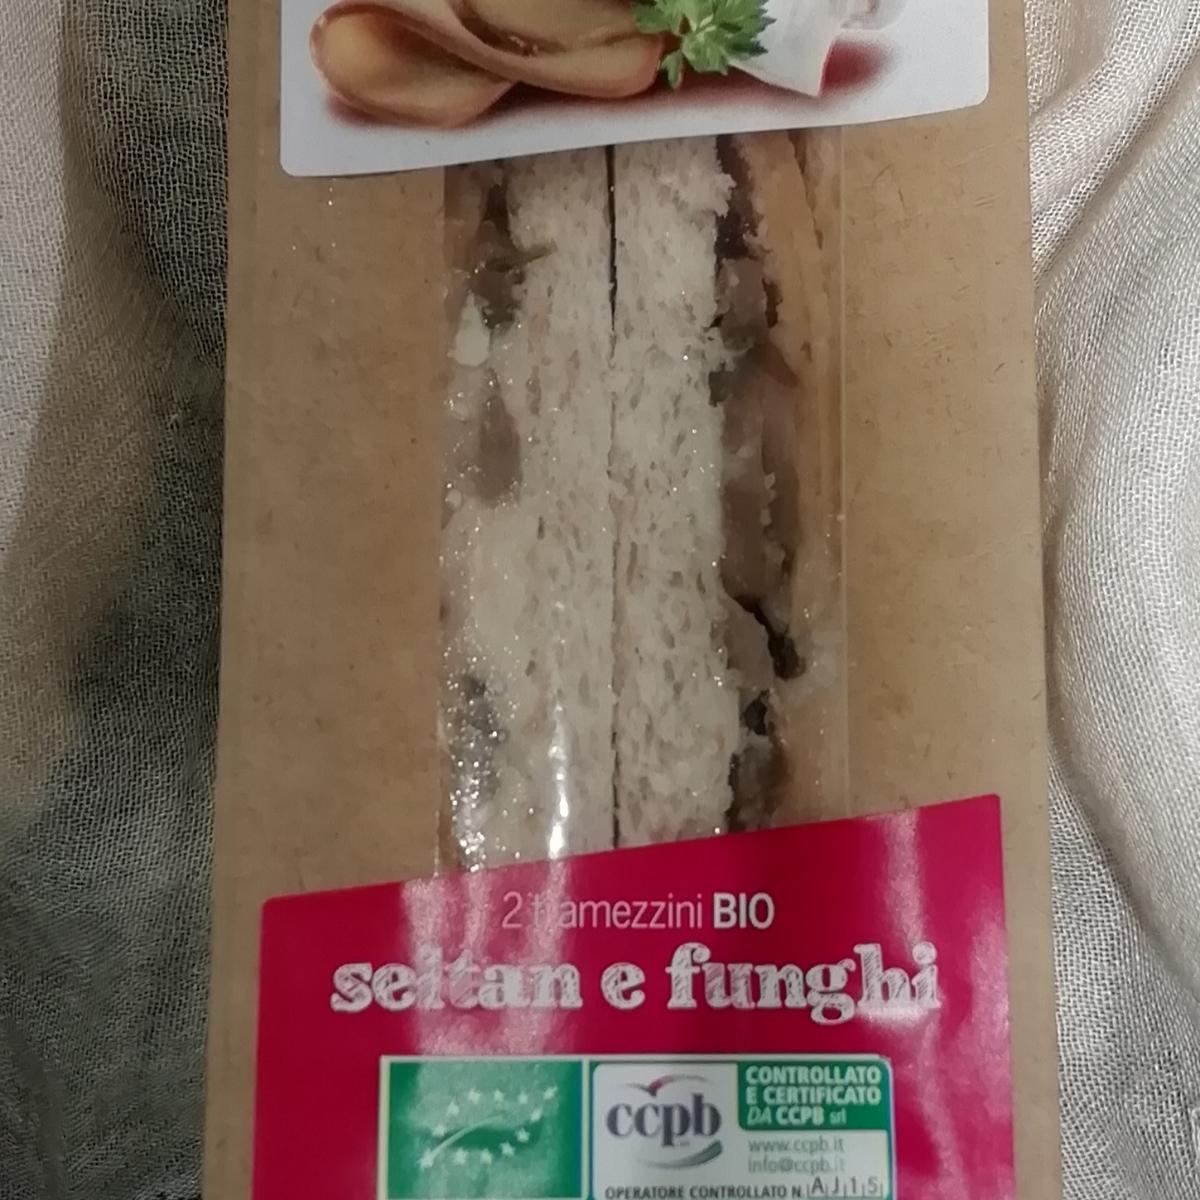 2 tramezzini BIO
seitan e funghi
ccpb
CONTROLLATO
E CERTIFICATO
DA CCPB srl
www.ccpb.it
info@ccpb.it
OPERATORE CONTROLLATO N. AJ15